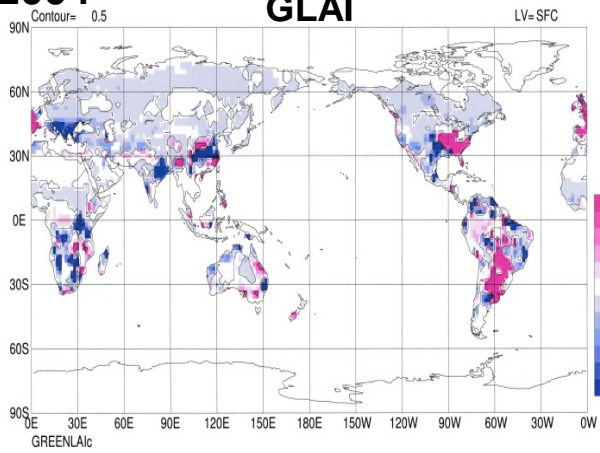 GLAI
Contour= 0.5 LV= SFC
90N
60N
30N
0E
30S
60S
90S
0E 30E 60E 90E 120E 150E 180E 150W 120W 90W 60W 30W 0W
GREENLAIc